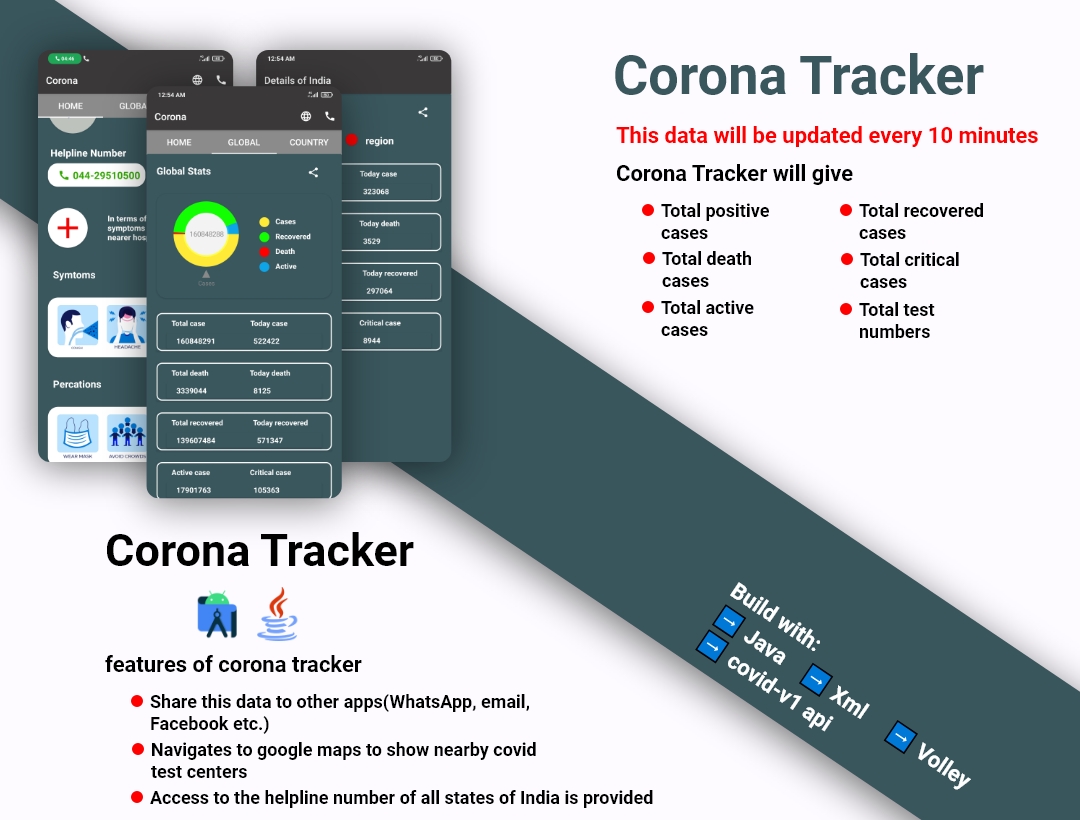 04:46
Corona
HOME GLOBA
Helpline Number
044-29510500
In terms of
symptoms
nearer hos
Symtoms
HEADACHE
Percations
WEAR MASK AVOID CROWDS
12:54 AM
Details of India
region
Today case
323068
Today death
3529
Today recovered
297064
Critical case
8944
12:54 AM
Corona
HOME GLOBAL COUNTRY
Global Stats
160848288
Cases
Cases
Recovered
Death
Active
Total case Today case
160848291 522422
Total death Today death
3339044 8125
Total recovered Today recovered
139607484 571347
Active case Critical case
17901763 105363
Corona Tracker
This data will be updated every 10 minutes
Corona Tracker will give
Total positive
cases
Total death
cases
Total active
cases
Total recovered
cases
Total critical
cases
Total test
numbers
Corona Tracker
features of corona tracker
Share this data to other apps(WhatsApp, email,
Facebook etc.)
Navigates to google maps to show nearby covid
test centers
Access to the helpline number of all states of India is provided
Build with:
→ Java → Xml
→ covid-v1 api → Volley